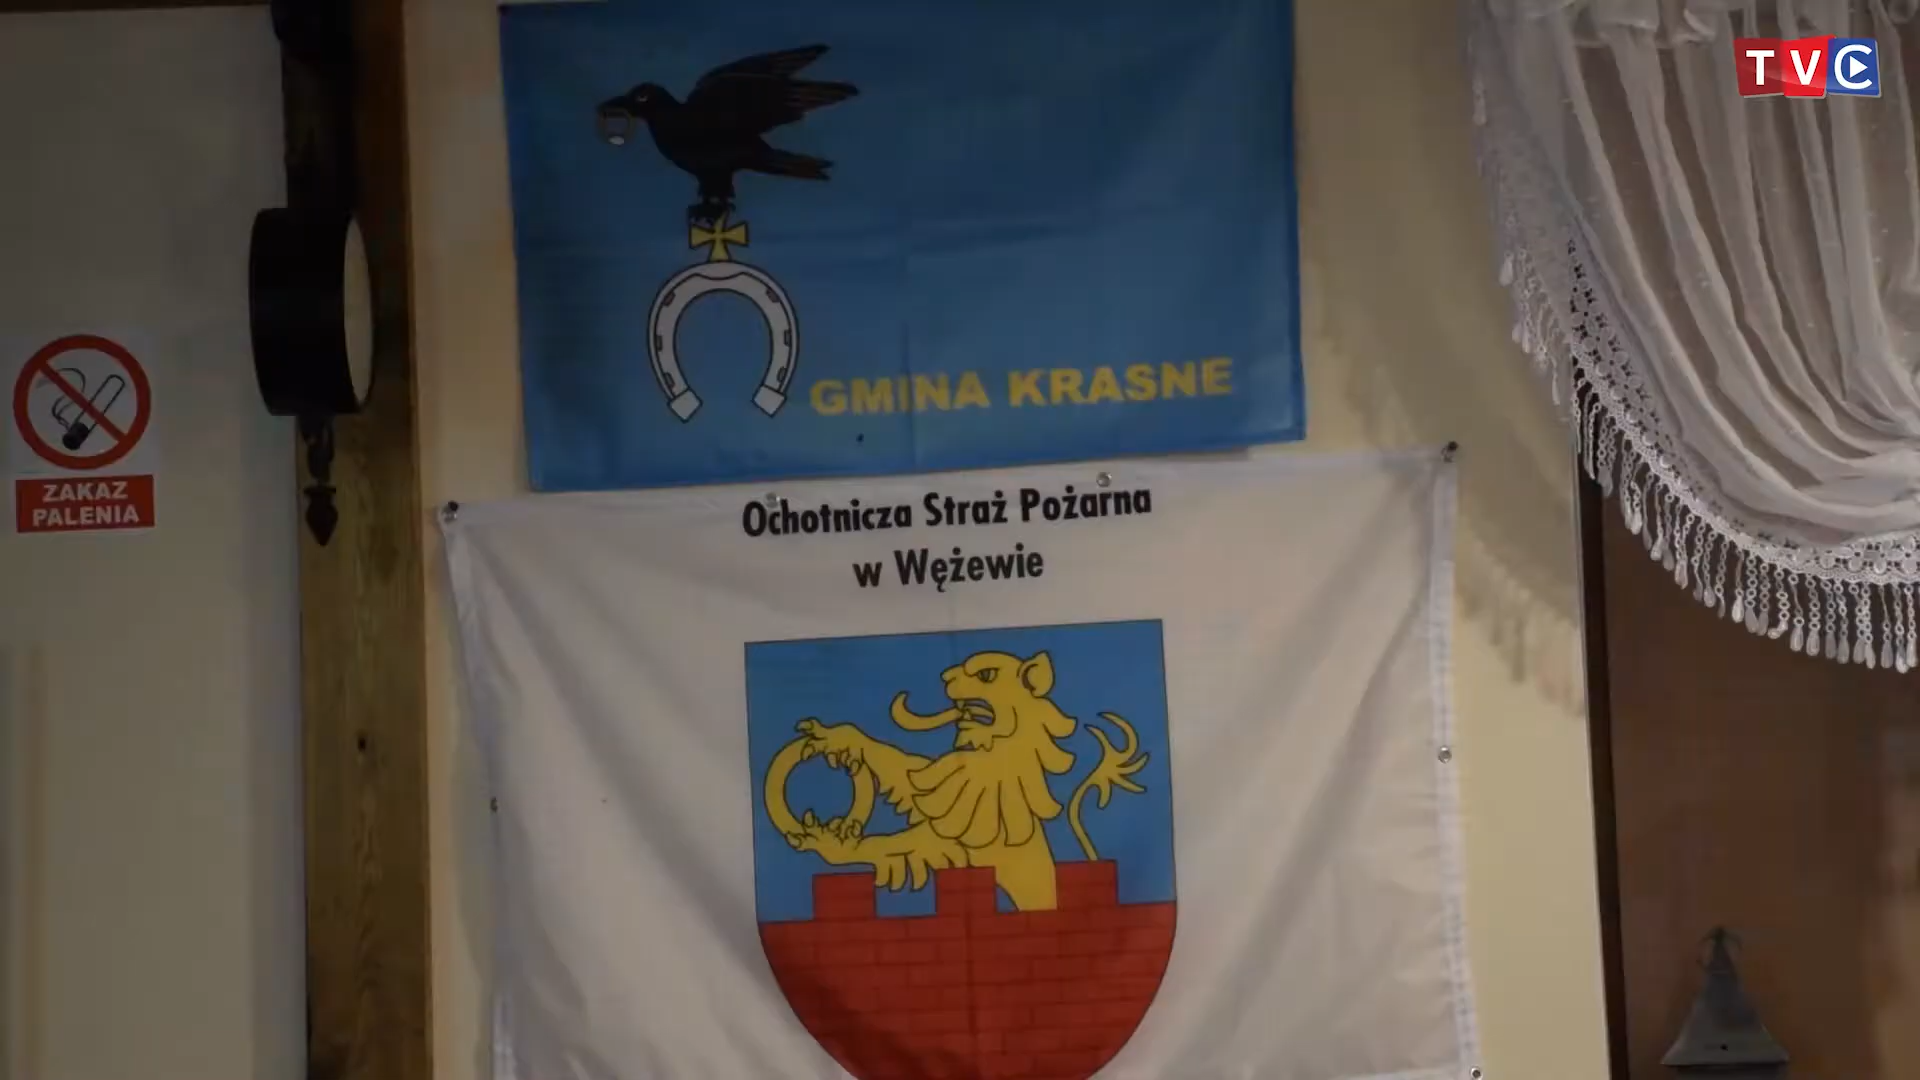 TVC
GMINA KRASNE
ZAKAZ
PALENIA
Ochotnicza Straż Pożarna
w Wężewie